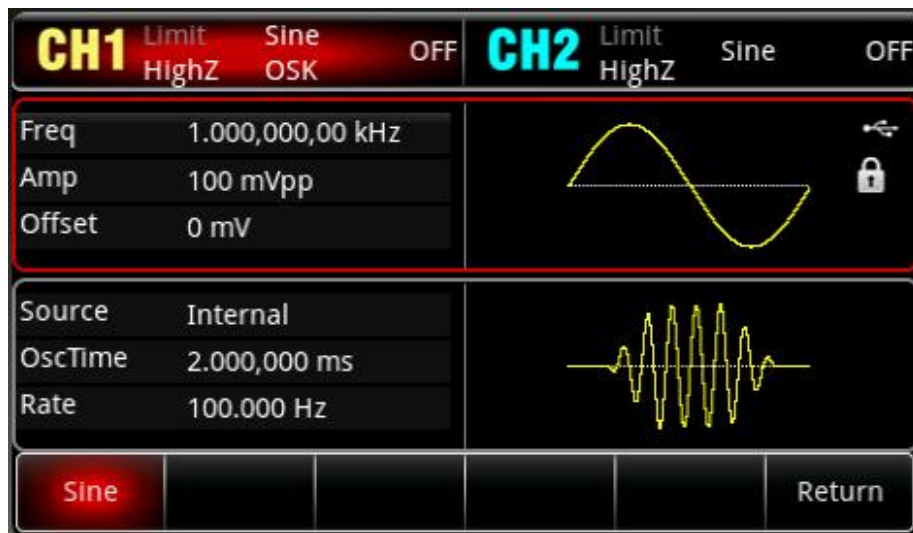 CH1 Limit Sine OFF CH2 Limit Sine OFF
HighZ OSK HighZ
Freq 1.000,000,00 kHz
Amp 100 mVpp
Offset 0 mV
Source Internal
OscTime 2.000,000 ms
Rate 100.000 Hz
Sine Return